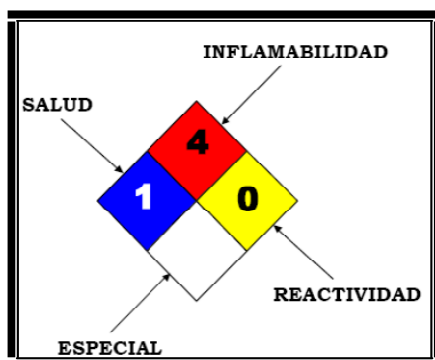 INFLAMABILIDAD
SALUD
4
1 0
REACTIVIDAD
ESPECIAL